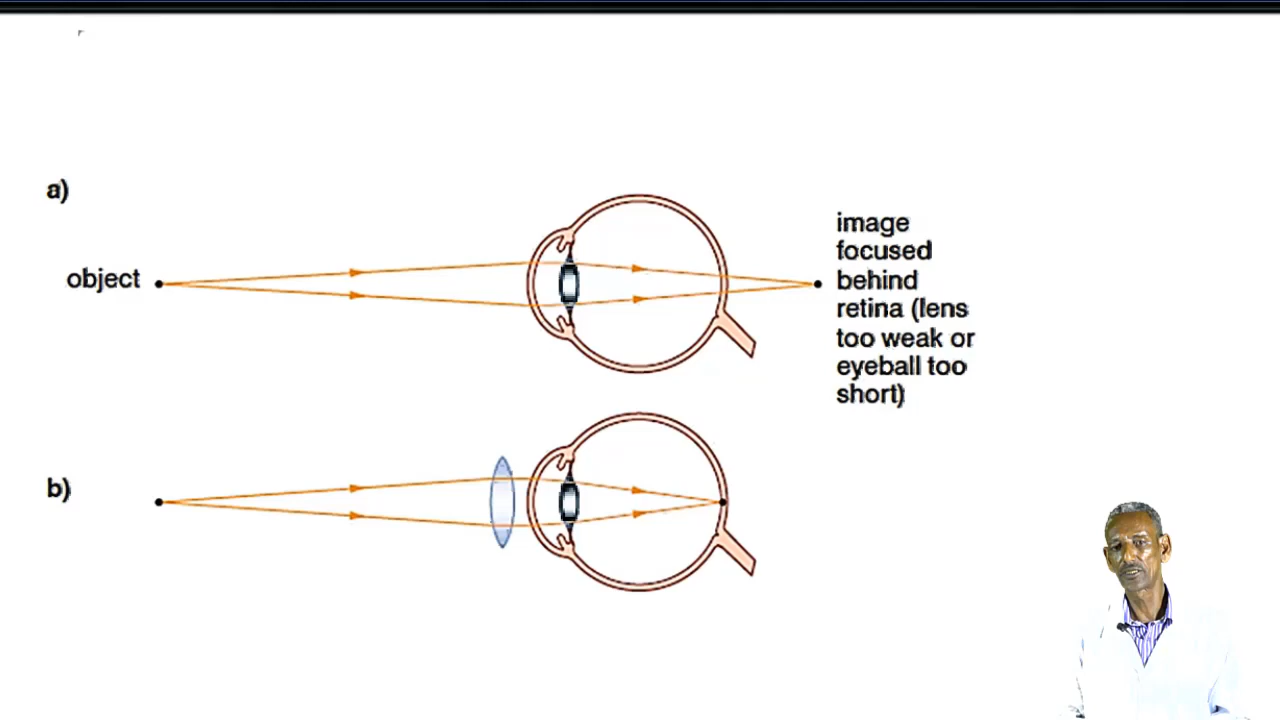 a)
object
image
focused
behind
retina (lens
too weak or
eyeball too
short)
b)